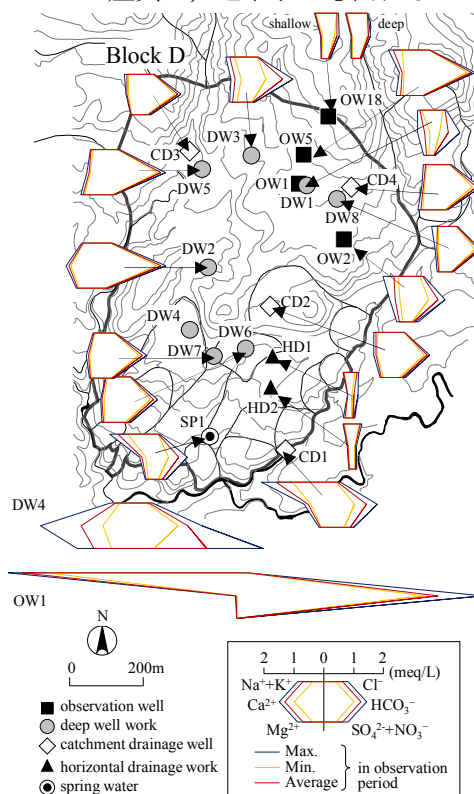 shallow
deep
Block D
OW18
DW3
OW5
CD3
DW5
OW1
DW1
CD4
DW8
DW2
OW2
CD2
DW4
DW6
DW7
HD1
HD2
SP1
CD1
DW4
OW1
N
0 200m
observation well
deep well work
catchment drainage well
horizontal drainage work
spring water
2 1 0 1 2
(meq/L)
Na⁺+K⁺ Cl⁻
Ca²⁺ HCO₃⁻
Mg²⁺ SO₄²⁻+NO₃⁻
Max.
Min. in observation
Average period